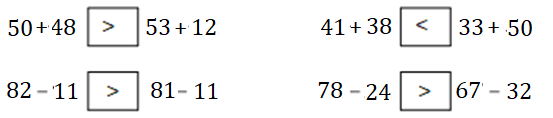 50+48 > 53+12 41+38 < 33+50
82-11 > 81-11 78-24 > 67-32